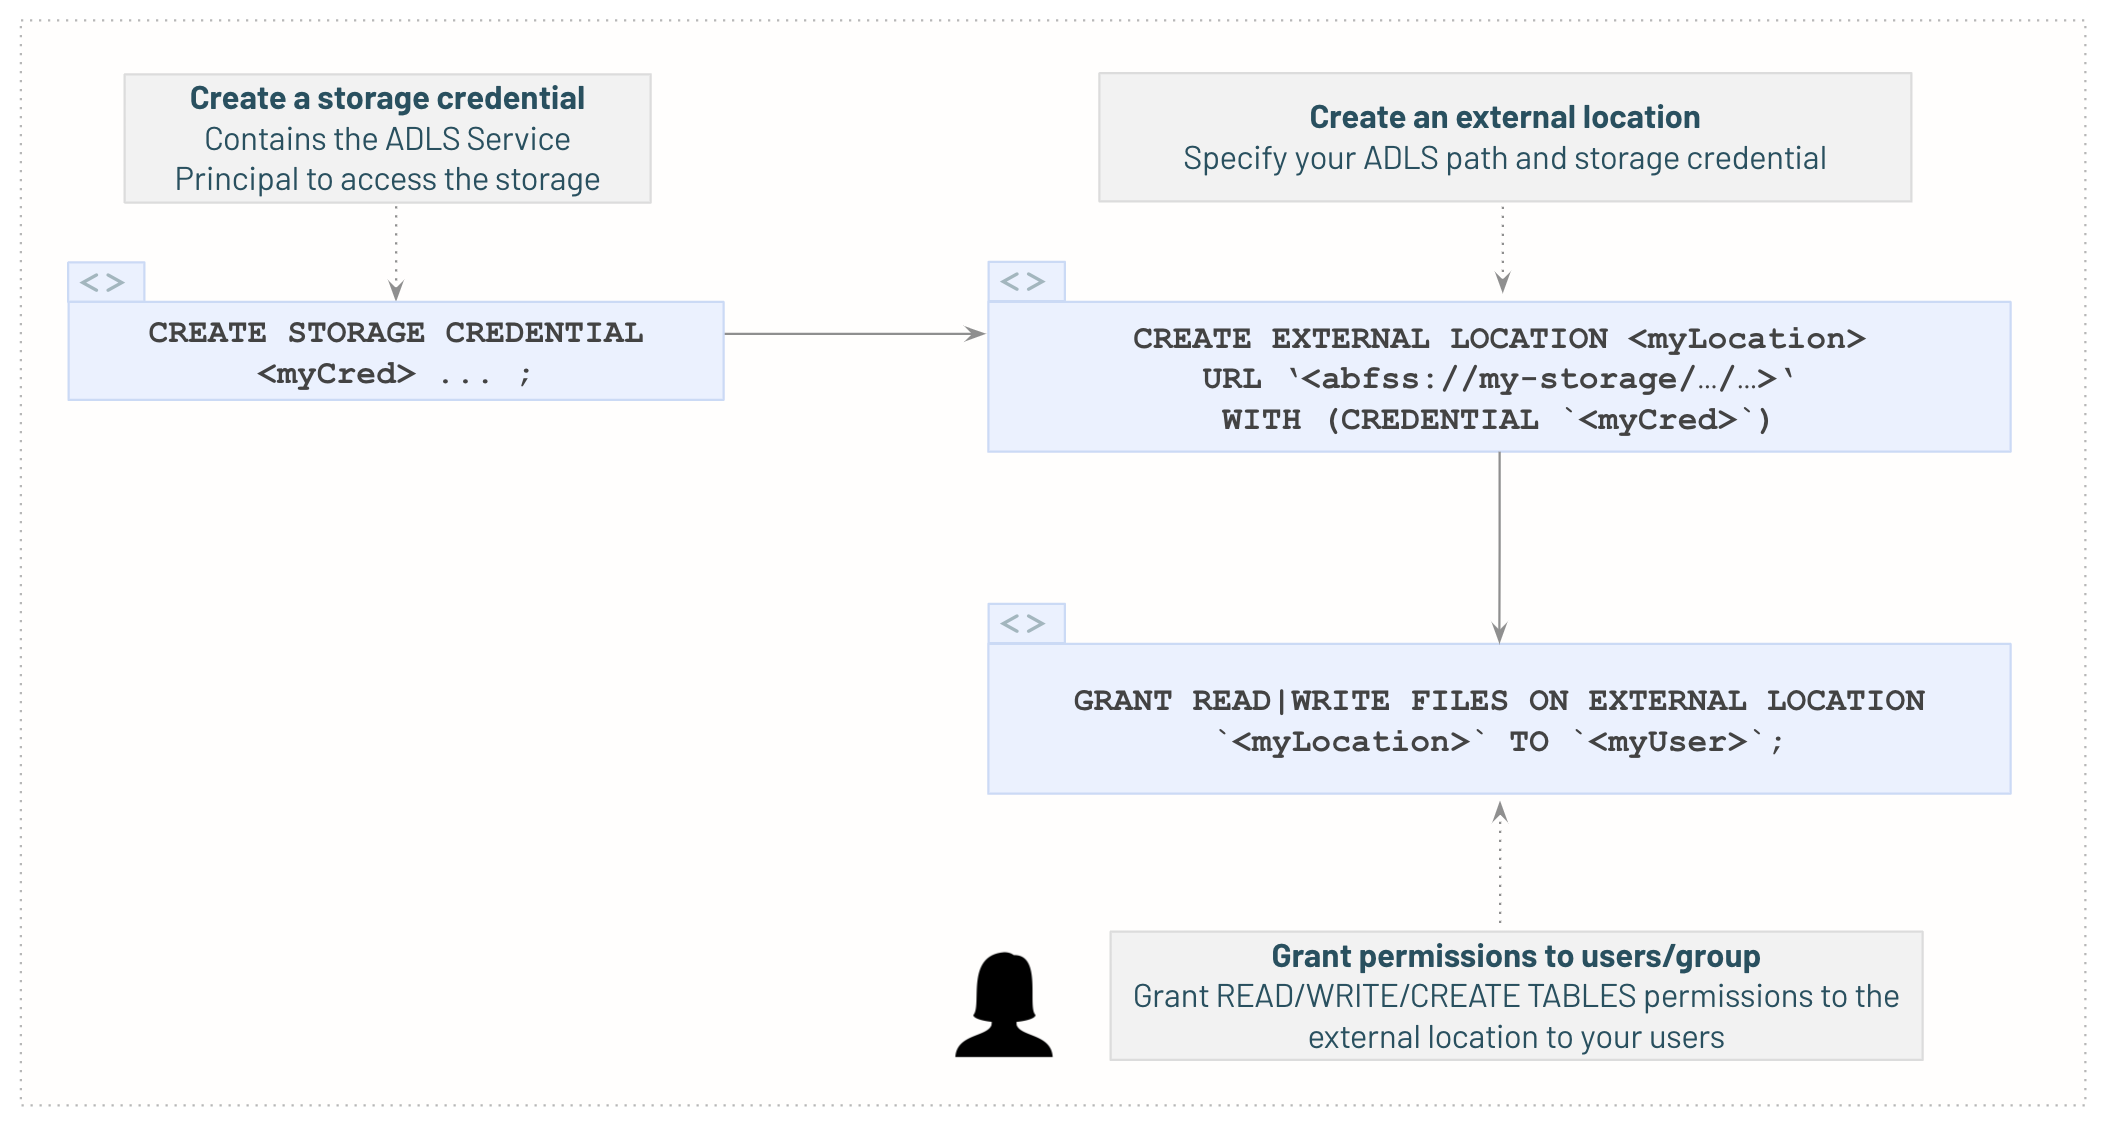 Create a storage credential
Contains the ADLS Service
Principal to access the storage
<>
CREATE STORAGE CREDENTIAL
<myCred> ... ;
Create an external location
Specify your ADLS path and storage credential
<>
CREATE EXTERNAL LOCATION <myLocation>
URL ‛<abfss://my-storage/…/…>‛
WITH (CREDENTIAL `<myCred>`)
<>
GRANT READ|WRITE FILES ON EXTERNAL LOCATION
`<myLocation>` TO `<myUser>`;
Grant permissions to users/group
Grant READ/WRITE/CREATE TABLES permissions to the
external location to your users